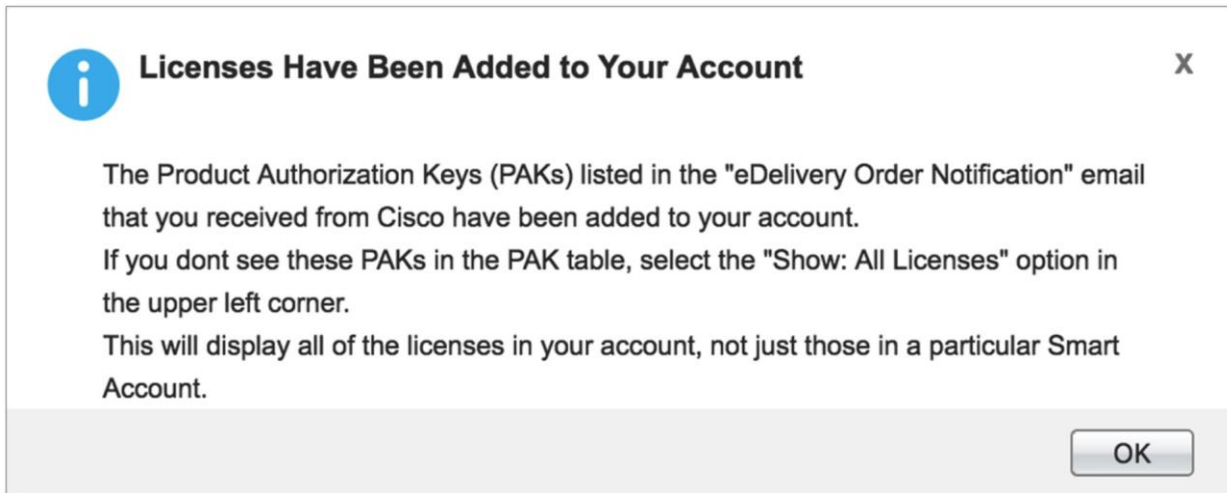 Licenses Have Been Added to Your Account
X
The Product Authorization Keys (PAKs) listed in the "eDelivery Order Notification" email
that you received from Cisco have been added to your account.
If you dont see these PAKs in the PAK table, select the "Show: All Licenses" option in
the upper left corner.
This will display all of the licenses in your account, not just those in a particular Smart
Account.
OK